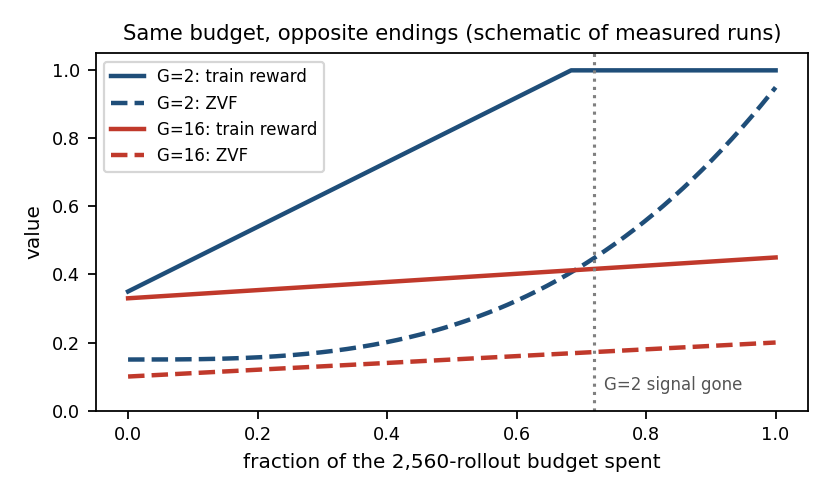 Same budget, opposite endings (schematic of measured runs)
G=2: train reward
G=2: ZVF
G=16: train reward
G=16: ZVF
value
1.0
0.8
0.6
0.4
0.2
0.0
G=2 signal gone
0.0 0.2 0.4 0.6 0.8 1.0
fraction of the 2,560-rollout budget spent